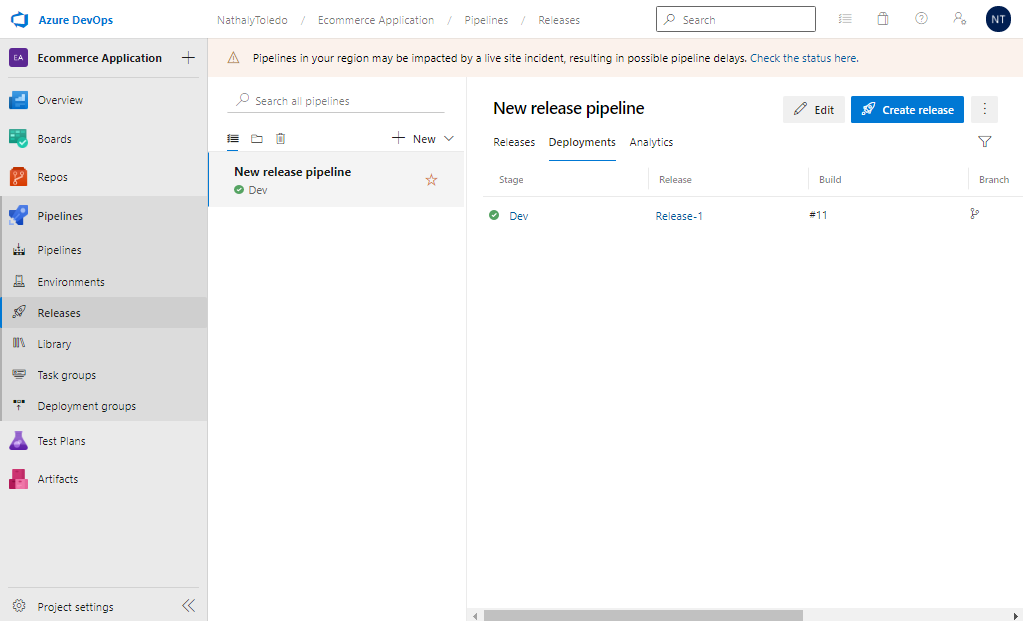 Azure DevOps
NathalyToledo / Ecommerce Application / Pipelines / Releases
Search
NT
EA Ecommerce Application
Overview
Boards
Repos
Pipelines
Pipelines
Environments
Releases
Library
Task groups
Deployment groups
Test Plans
Artifacts
Project settings
Pipelines in your region may be impacted by a live site incident, resulting in possible pipeline delays. Check the status here.
Search all pipelines
New
New release pipeline
Dev
New release pipeline
Edit
Create release
Releases Deployments Analytics
Stage Release Build Branch
Dev Release-1 #11